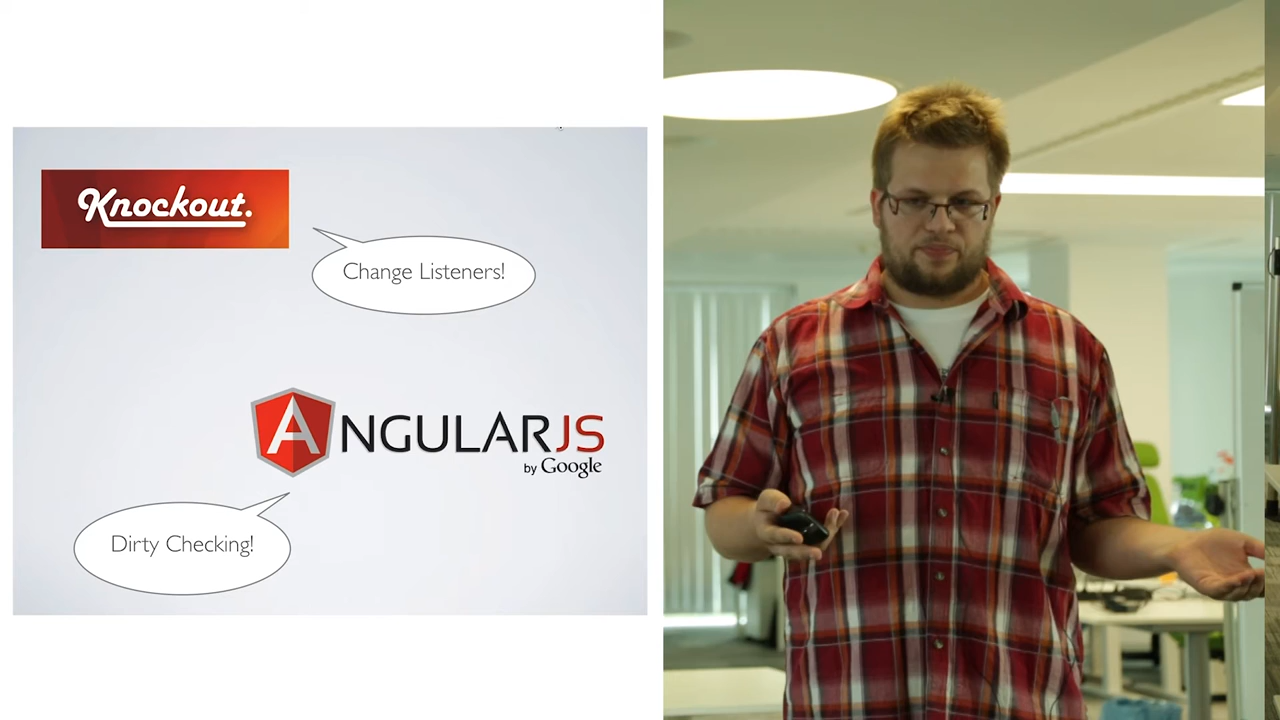 Knockout.
Change Listeners!
ANGULARJS
by Google
Dirty Checking!